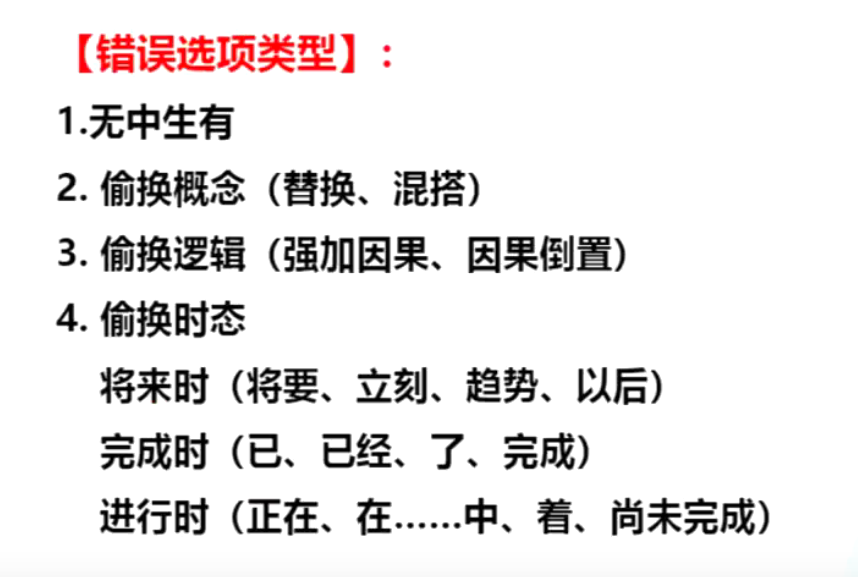 【错误选项类型】:
1.无中生有
2. 偷换概念（替换、混搭）
3. 偷换逻辑（强加因果、因果倒置）
4. 偷换时态
将来时（将要、立刻、趋势、以后）
完成时（已、已经、了、完成）
进行时（正在、在……中、着、尚未完成）